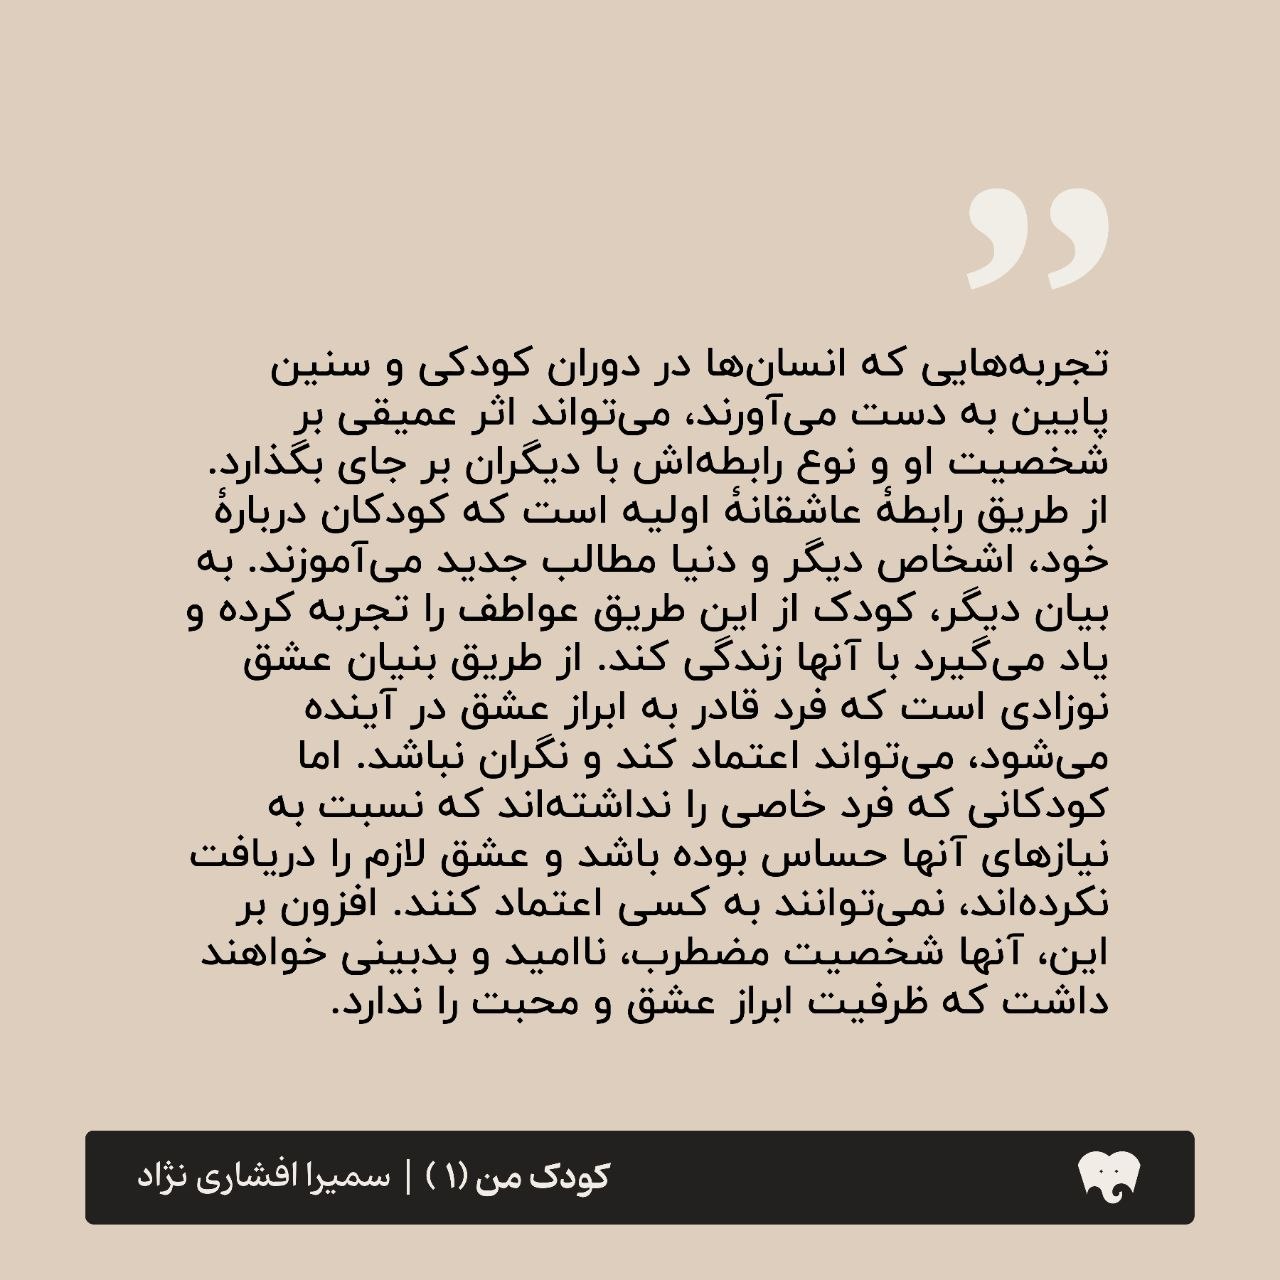 تجربه‌هایی که انسان‌ها در دوران کودکی و سنین
پایین به دست می‌آورند، می‌تواند اثر عمیقی بر
شخصیت او و نوع رابطه‌اش با دیگران بر جای بگذارد.
از طریق رابطهٔ عاشقانهٔ اولیه است که کودکان دربارهٔ
خود، اشخاص دیگر و دنیا مطالب جدید می‌آموزند. به
بیان دیگر، کودک از این طریق عواطف را تجربه کرده و
یاد می‌گیرد با آنها زندگی کند. از طریق بنیان عشق
نوزادی است که فرد قادر به ابراز عشق در آینده
می‌شود، می‌تواند اعتماد کند و نگران نباشد. اما
کودکانی که فرد خاصی را نداشته‌اند که نسبت به
نیازهای آنها حساس بوده باشد و عشق لازم را دریافت
نکرده‌اند، نمی‌توانند به کسی اعتماد کنند. افزون بر
این، آنها شخصیت مضطرب، ناامید و بدبینی خواهند
داشت که ظرفیت ابراز عشق و محبت را ندارد.
کودک من (۱) | سمیرا افشاری نژاد